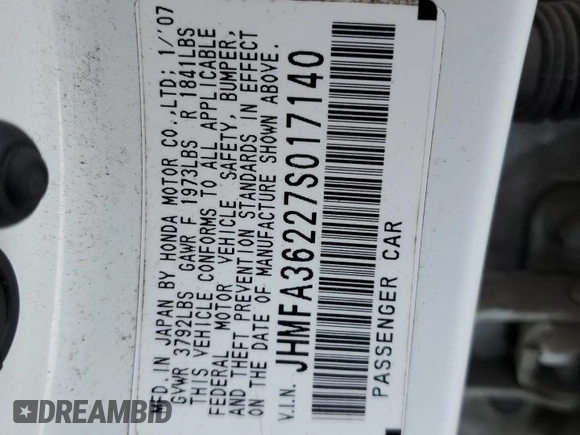 MFD. IN JAPAN BY HONDA MOTOR CO.,LTD; 1/'07
GVWR 3792LBS GAWR F 1973LBS R 1841LBS
THIS VEHICLE CONFORMS TO ALL APPLICABLE
FEDERAL MOTOR VEHICLE SAFETY, BUMPER,
AND THEFT PREVENTION STANDARDS IN EFFECT
ON THE DATE OF MANUFACTURE SHOWN ABOVE.
V.I.N. JHMFA36227S017140
PASSENGER CAR
DREAMBID